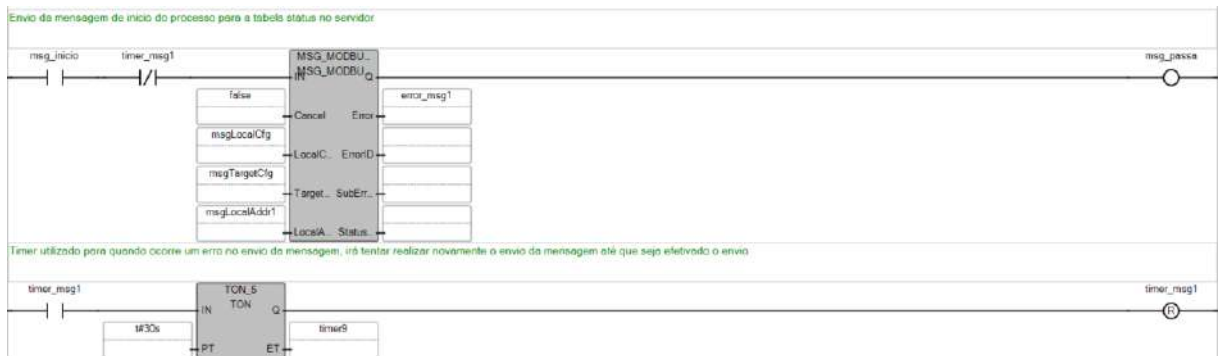 Envio da mensagem de inicio do processo para a tabela status no servidor
msg_inicio timer_msg1 MSG_MODBU... msg_passa
MSG_MODBU...
IN Q
false error_msg1
Cancel Error
msgLocalCfg
LocalC... ErrorID
msgTargetCfg
Target... SubErr...
msgLocalAddr1
LocalA... Status...
Timer utilizado para quando ocorre um erro no envio da mensagem, irá tentar realizar novamente o envio da mensagem até que seja efetivado o envio
timer_msg1 TON_5 timer_msg1
TON
IN Q R
t#30s timer9
PT ET